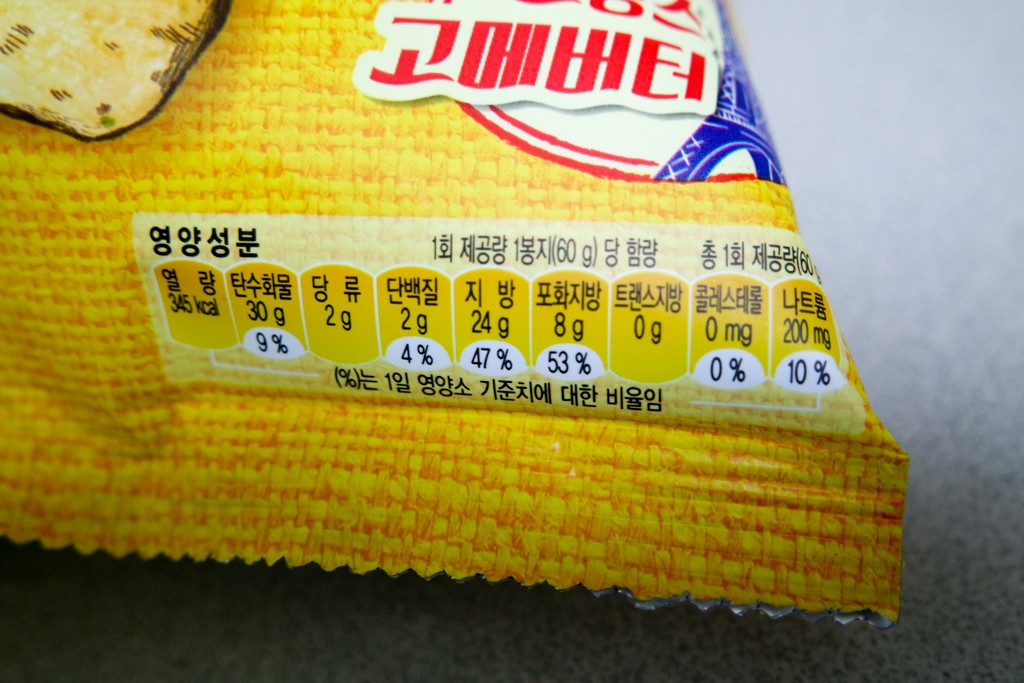 고메버터
영양성분 1회 제공량 1봉지(60 g) 당 함량 총 1회 제공량(60
열 량 탄수화물 당 류 단백질 지 방 포화지방 트랜스지방 콜레스테롤 나트륨
345 kcal 30 g 2 g 2 g 24 g 8 g 0 g 0 mg 200 mg
9 % 4 % 47 % 53 % 0 % 10 %
(%)는 1일 영양소 기준치에 대한 비율임